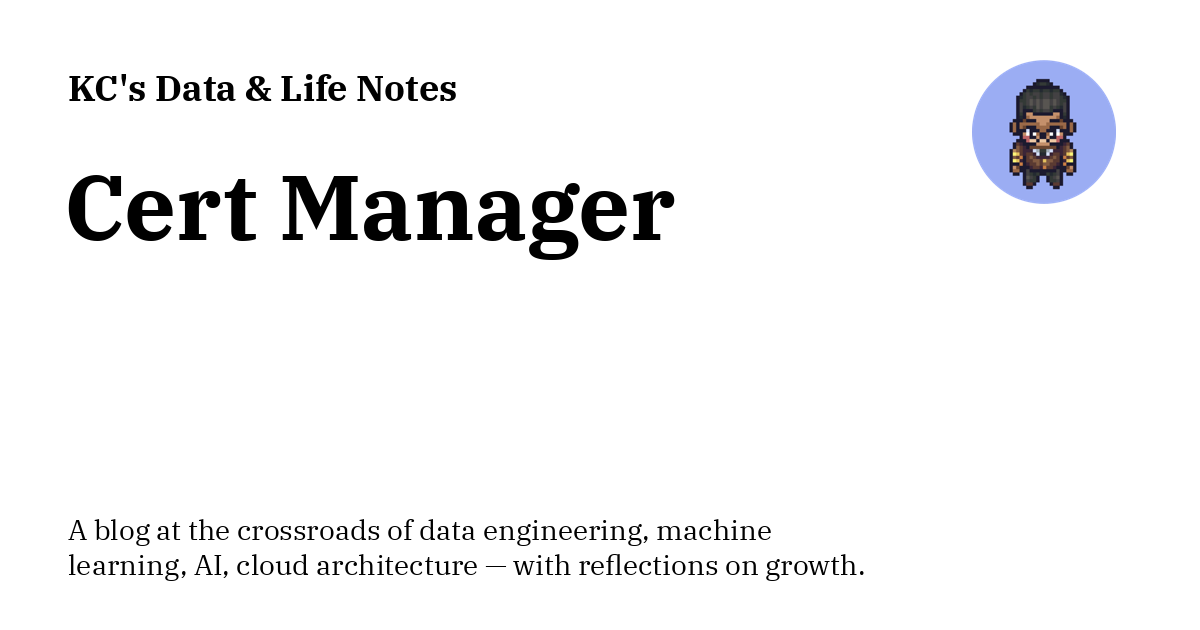 KC's Data & Life Notes
Cert Manager
A blog at the crossroads of data engineering, machine
learning, AI, cloud architecture — with reflections on growth.